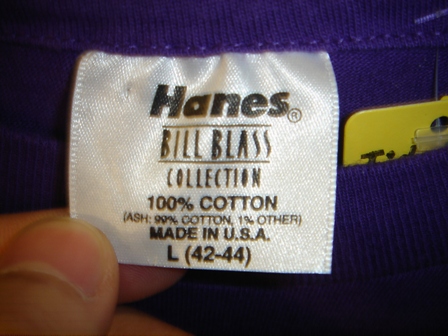 Hanes®
BILL BLASS
COLLECTION
100% COTTON
(ASH: 99% COTTON, 1% OTHER)
MADE IN U.S.A.
L (42-44)